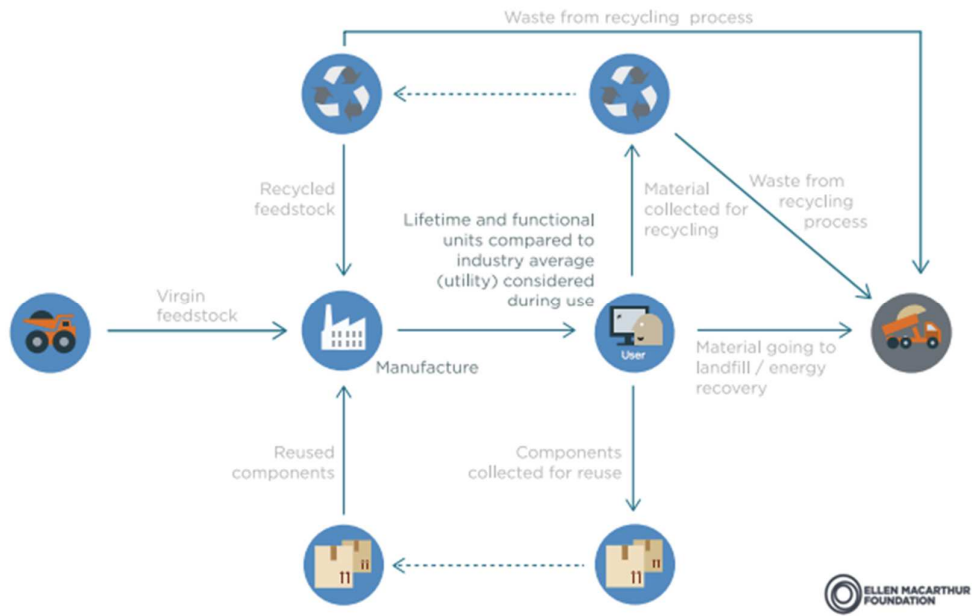 Waste from recycling process
Recycled
feedstock
Material
collected for
recycling
Waste from
recycling
process
Lifetime and functional
units compared to
industry average
(utility) considered
during use
Virgin
feedstock
Manufacture
User
Material going to
landfill / energy
recovery
Reused
components
Components
collected for reuse
ELLEN MACARTHUR
FOUNDATION